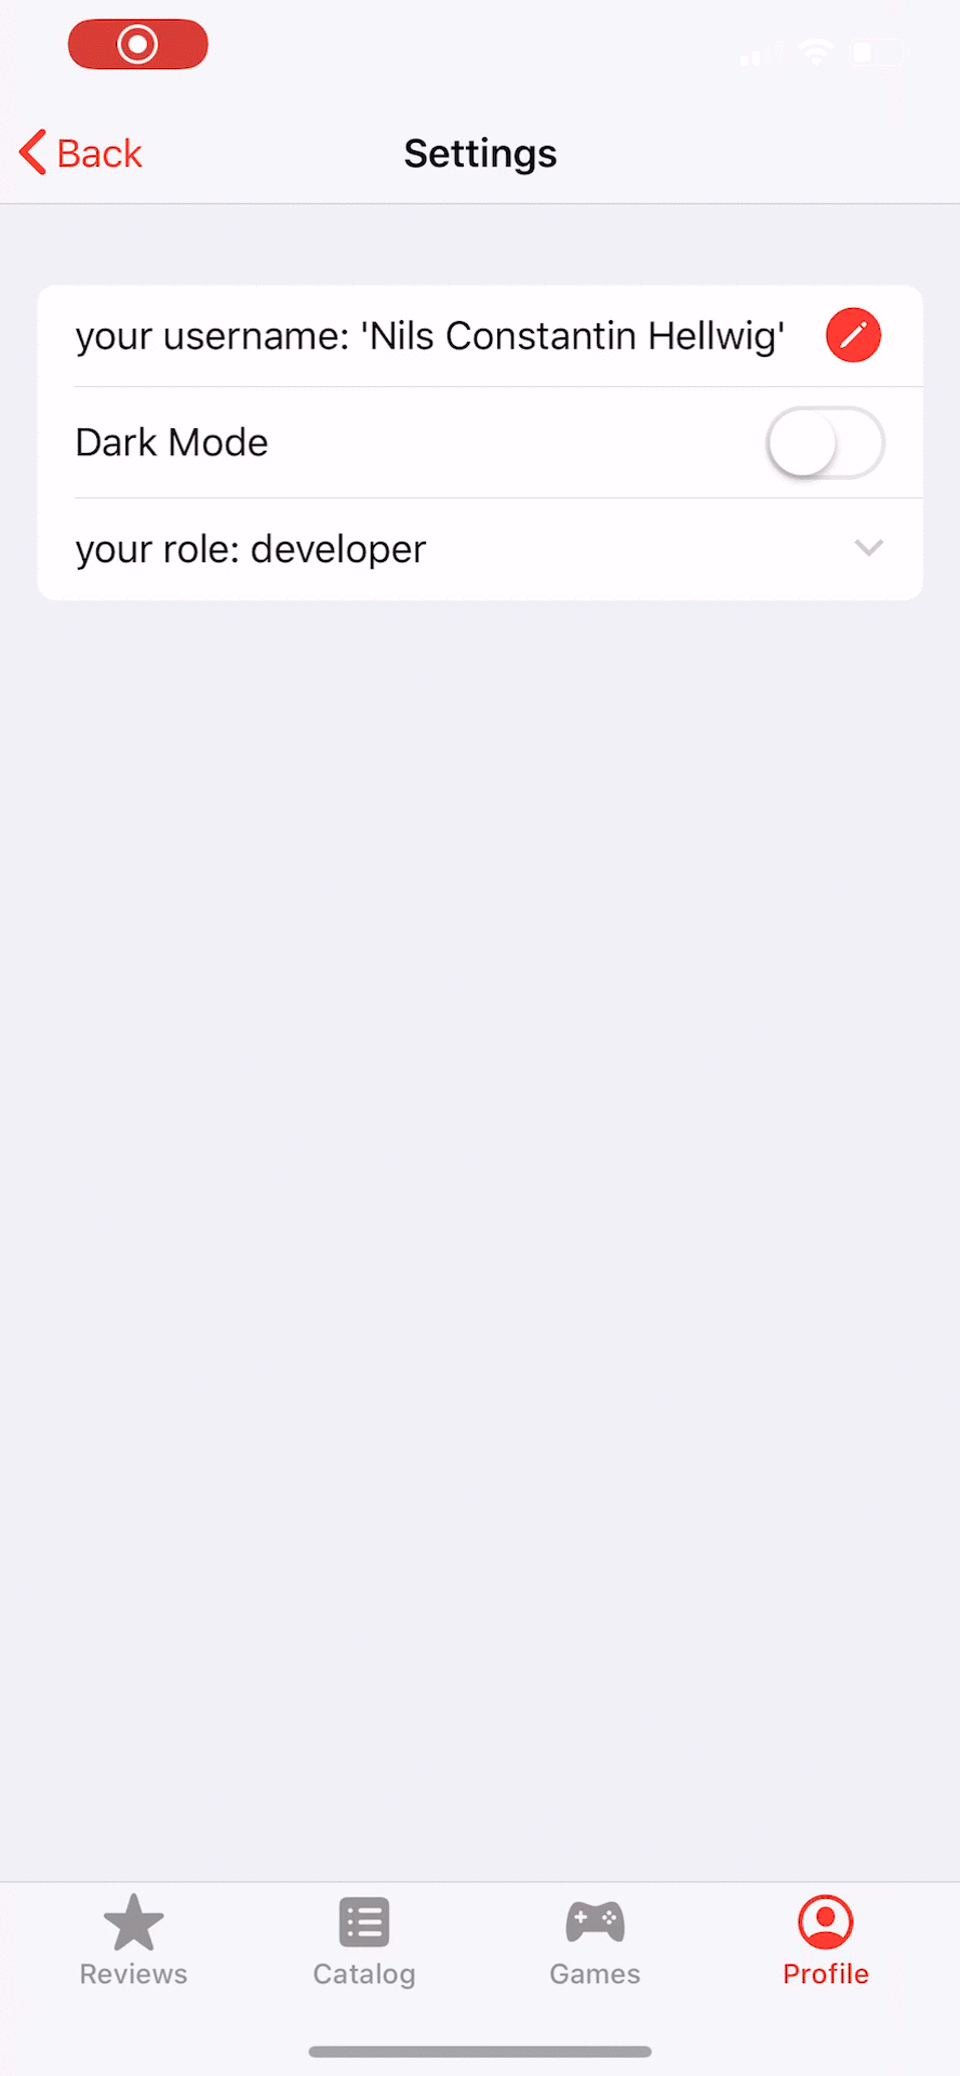 Back
Settings
your username: 'Nils Constantin Hellwig'
Dark Mode
your role: developer
Reviews
Catalog
Games
Profile